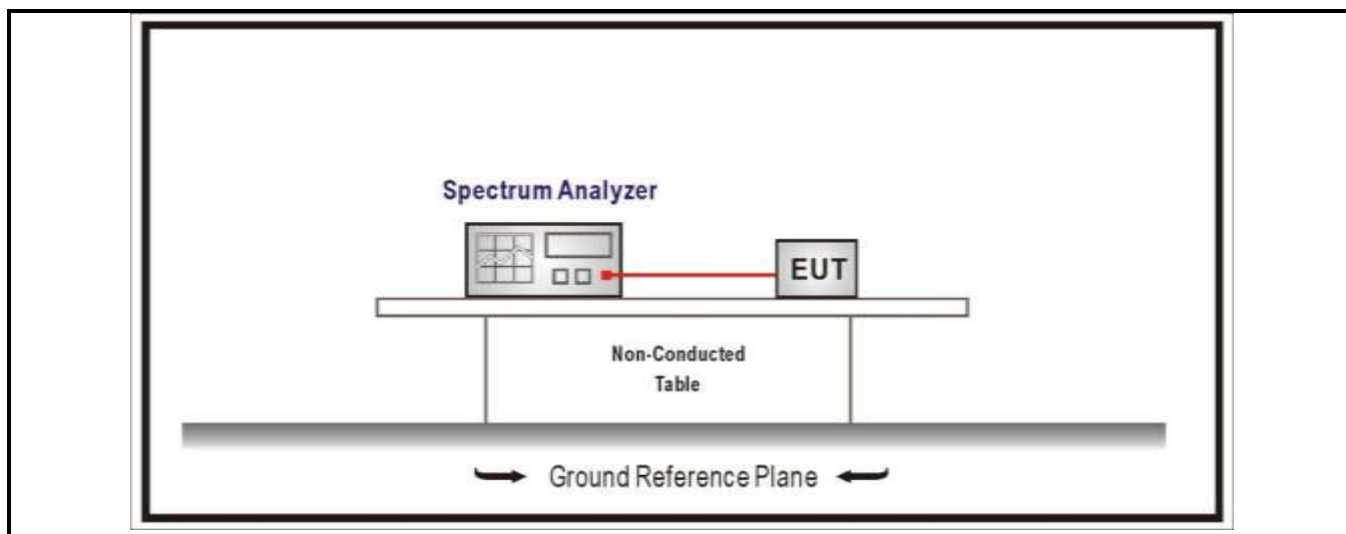 Spectrum Analyzer
EUT
Non-Conducted
Table
Ground Reference Plane